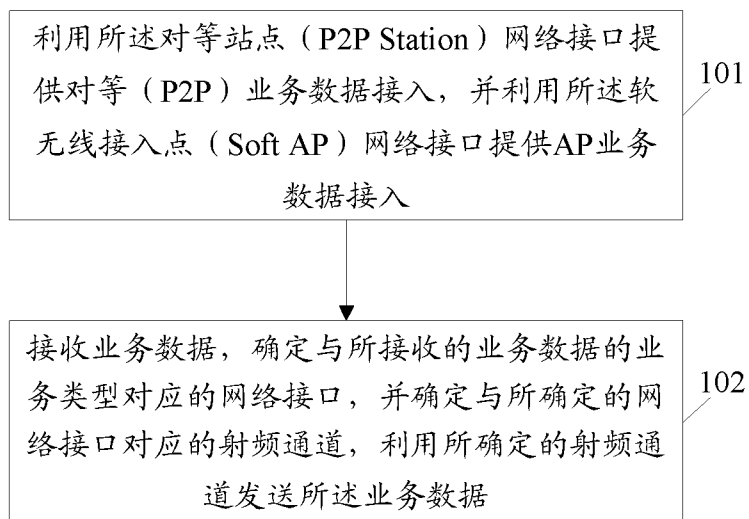 利用所述对等站点（P2P Station）网络接口提
供对等（P2P）业务数据接入，并利用所述软
无线接入点（Soft AP）网络接口提供AP业务
数据接入
101
接收业务数据，确定与所接收的业务数据的业
务类型对应的网络接口，并确定与所确定的网
络接口对应的射频通道，利用所确定的射频通
道发送所述业务数据
102